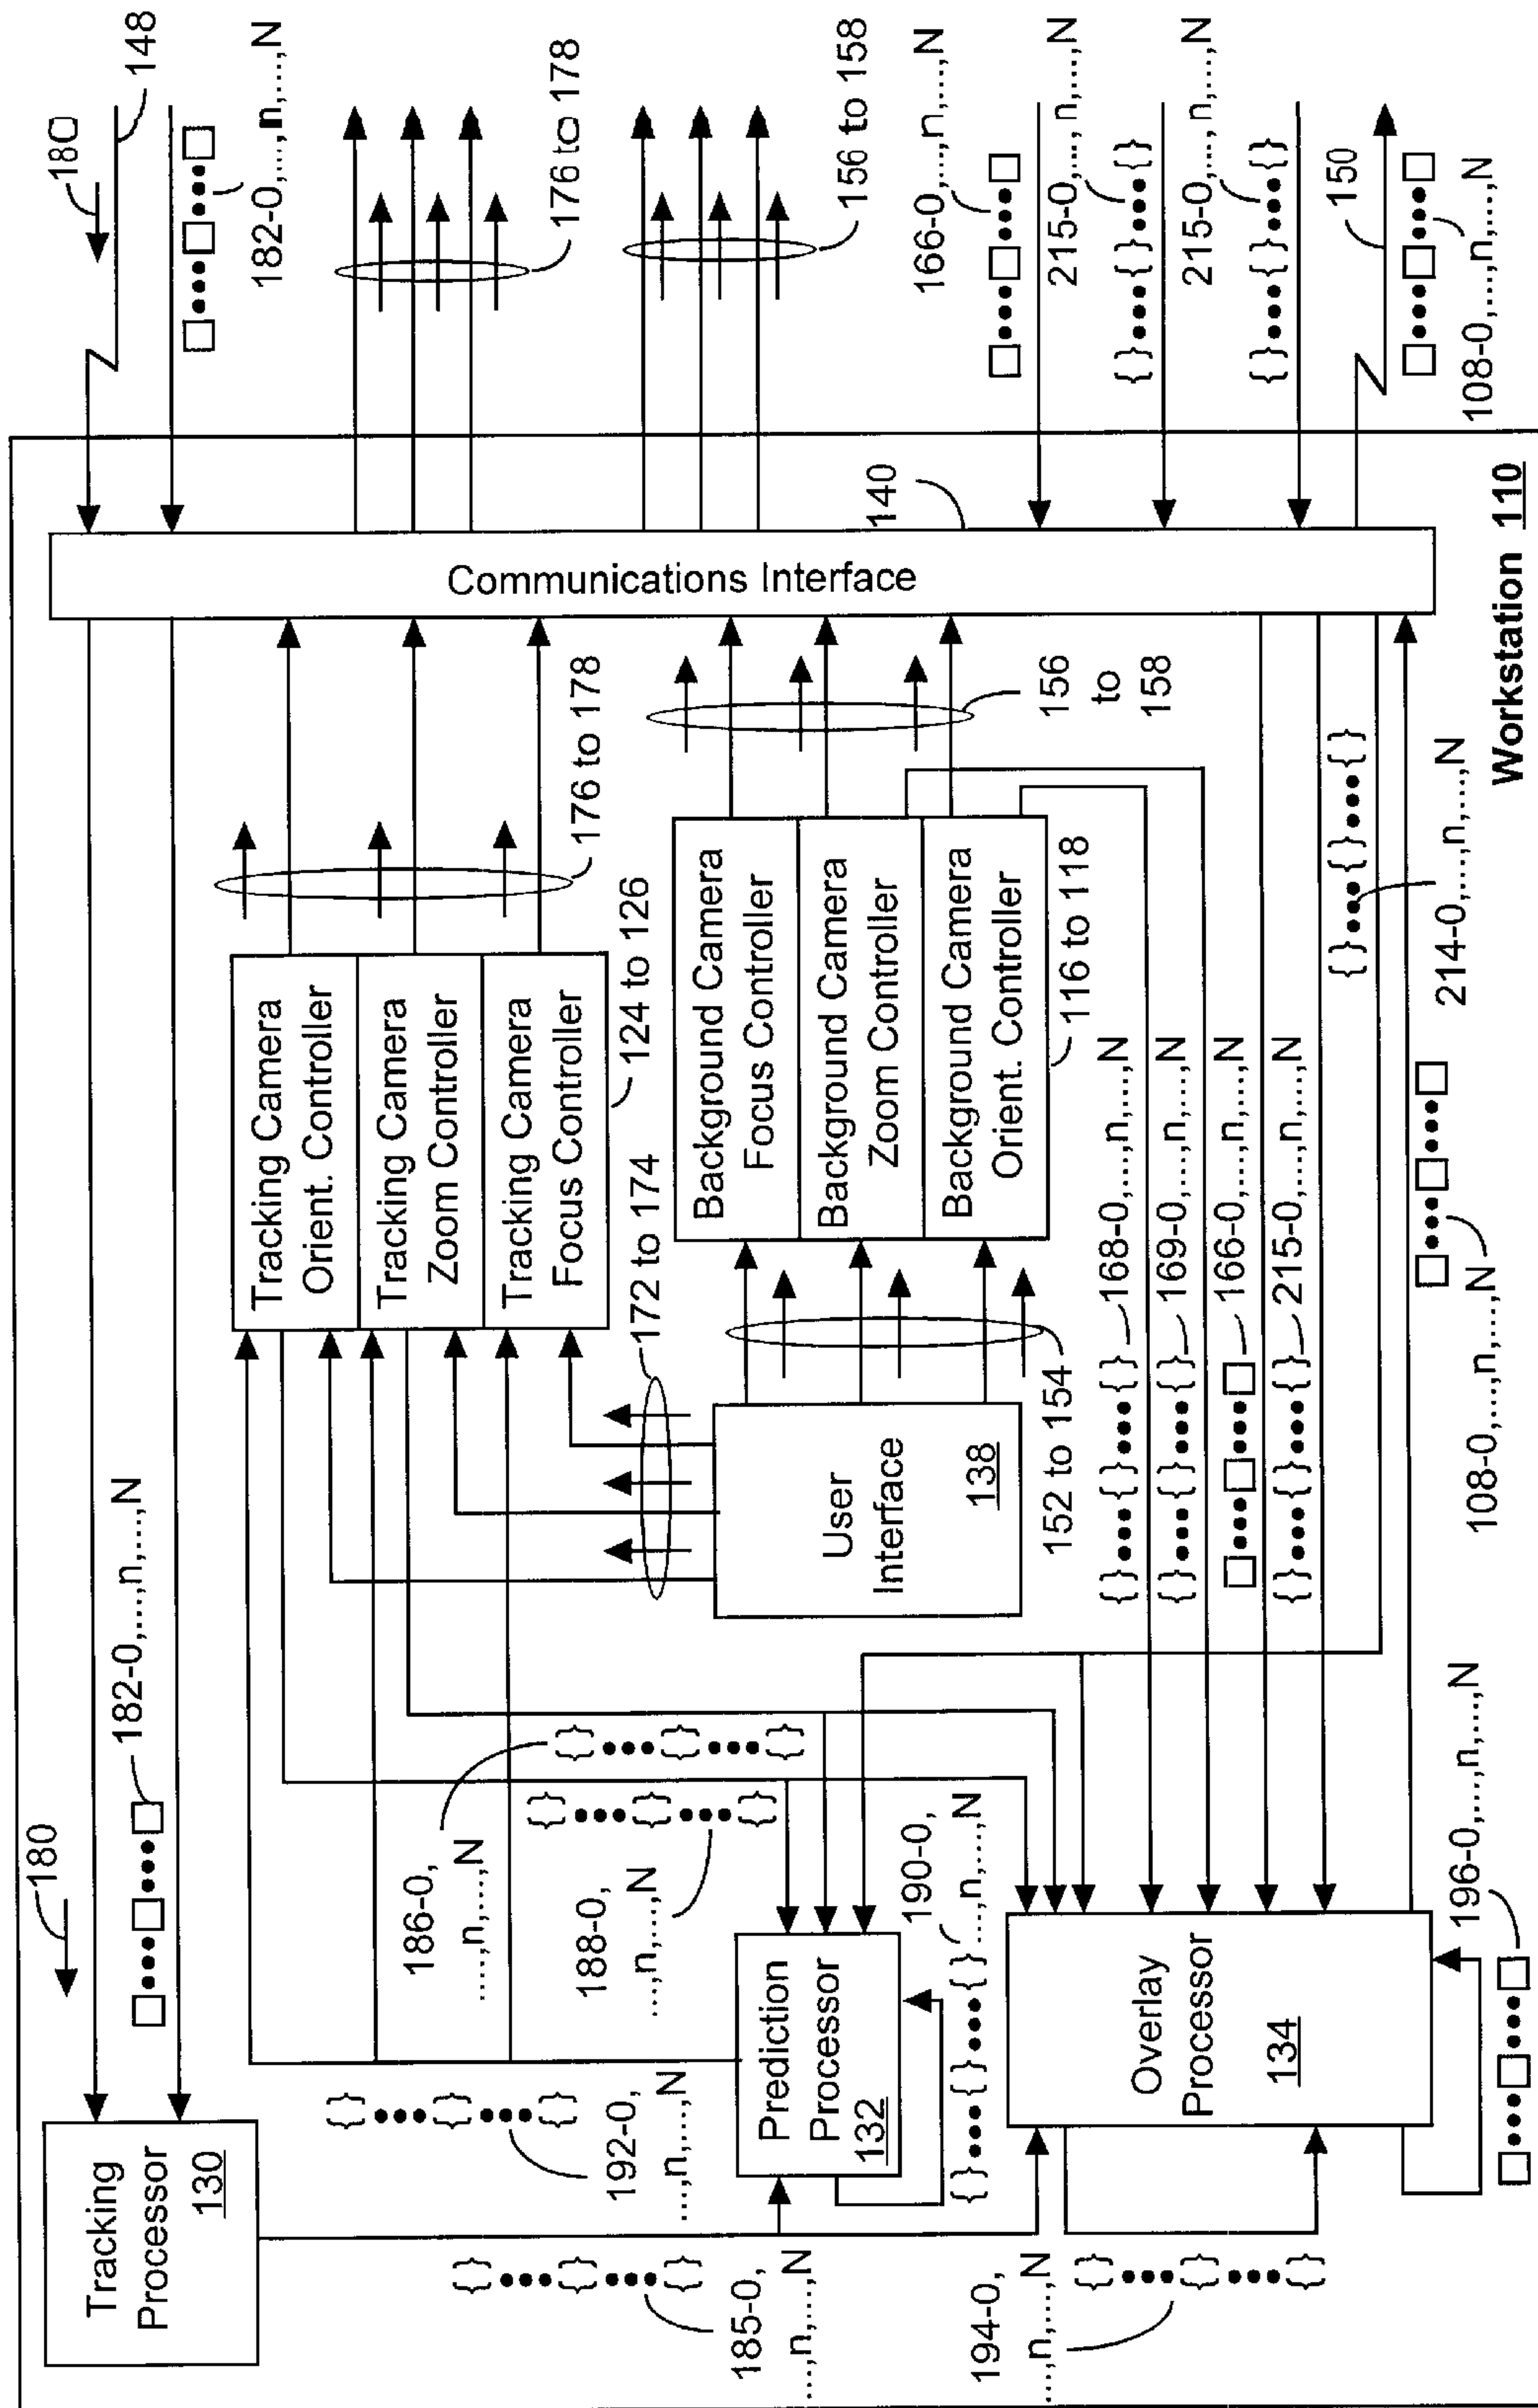 180
148
182-0,...,n,...,N
176 to 178
156 to 158
166-0,...,n,...,N
215-0,...,n,...,N
215-0,...,n,...,N
150
108-0,...,n,...,N
Communications Interface
140
Tracking Camera
Orient. Controller
Tracking Camera
Zoom Controller
Tracking Camera
Focus Controller
176 to 178
124 to 126
172 to 174
Background Camera
Focus Controller
Background Camera
Zoom Controller
Background Camera
Orient. Controller
156
to
158
116 to 118
User
Interface
138
152 to 154
168-0,...,n,...,N
169-0,...,n,...,N
166-0,...,n,...,N
215-0,...,n,...,N
214-0,...,n,...,N
108-0,...,n,...,N
Workstation 110
180
182-0,...,n,...,N
Tracking
Processor
130
186-0,
...,n,...,N
188-0,
...,n,...,N
192-0,
...,n,...,N
Prediction
Processor
132
190-0,
...,n,...,N
185-0,
...,n,...,N
Overlay
Processor
134
194-0,
...,n,...,N
196-0,...,n,...,N